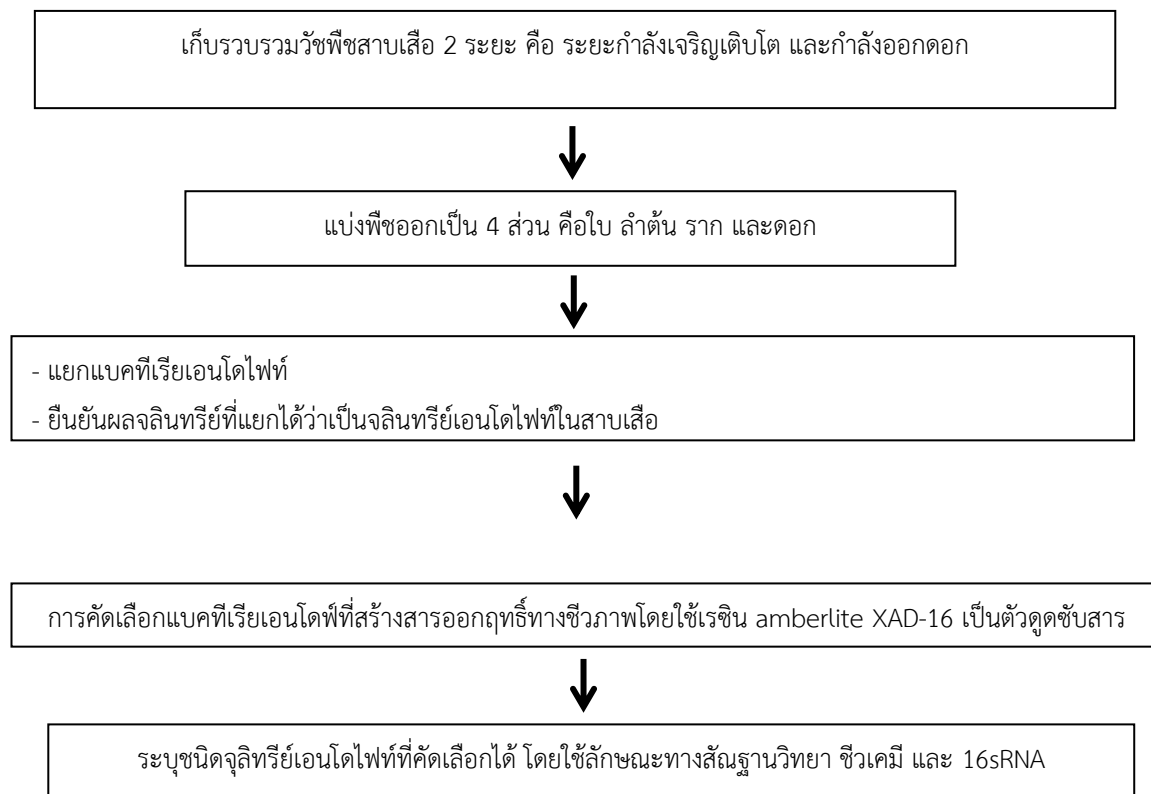 เก็บรวบรวมวัชพืชสาบเสือ 2 ระยะ คือ ระยะกำลังเจริญเติบโต และกำลังออกดอก
แบ่งพืชออกเป็น 4 ส่วน คือใบ ลำต้น ราก และดอก
- แยกแบคทีเรียเอนโดไฟท์
- ยืนยันผลจลินทรีย์ที่แยกได้ว่าเป็นจลินทรีย์เอนโดไฟท์ในสาบเสือ
การคัดเลือกแบคทีเรียเอนโดฟ์ที่สร้างสารออกฤทธิ์ทางชีวภาพโดยใช้เรซิน amberlite XAD-16 เป็นตัวดูดซับสาร
ระบุชนิดจุลิทรีย์เอนโดไฟท์ที่คัดเลือกได้ โดยใช้ลักษณะทางสัณฐานวิทยา ชีวเคมี และ 16sRNA